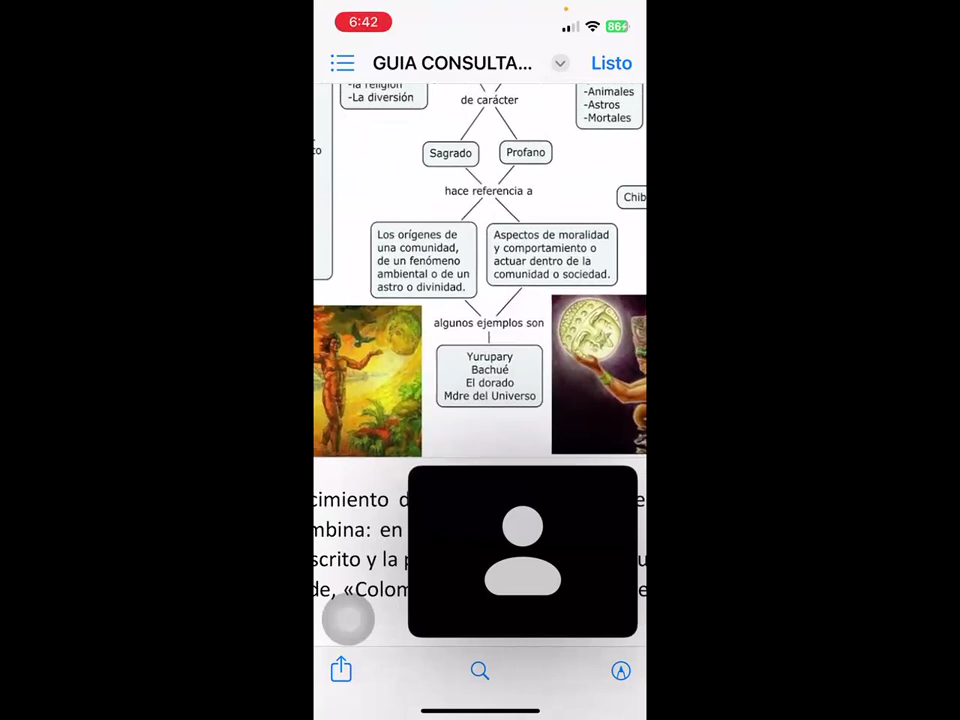 6:42
86
GUIA CONSULTA...
Listo
-la religión
-La diversión
de carácter
-Animales
-Astros
-Mortales
to
Sagrado
Profano
hace referencia a
Chib
Los orígenes de
una comunidad,
de un fenómeno
ambiental o de un
astro o divinidad.
Aspectos de moralidad
y comportamiento o
actuar dentro de la
comunidad o sociedad.
algunos ejemplos son
Yurupary
Bachué
El dorado
Mdre del Universo
cimiento d
mbina: en
scrito y la p
de, «Colom